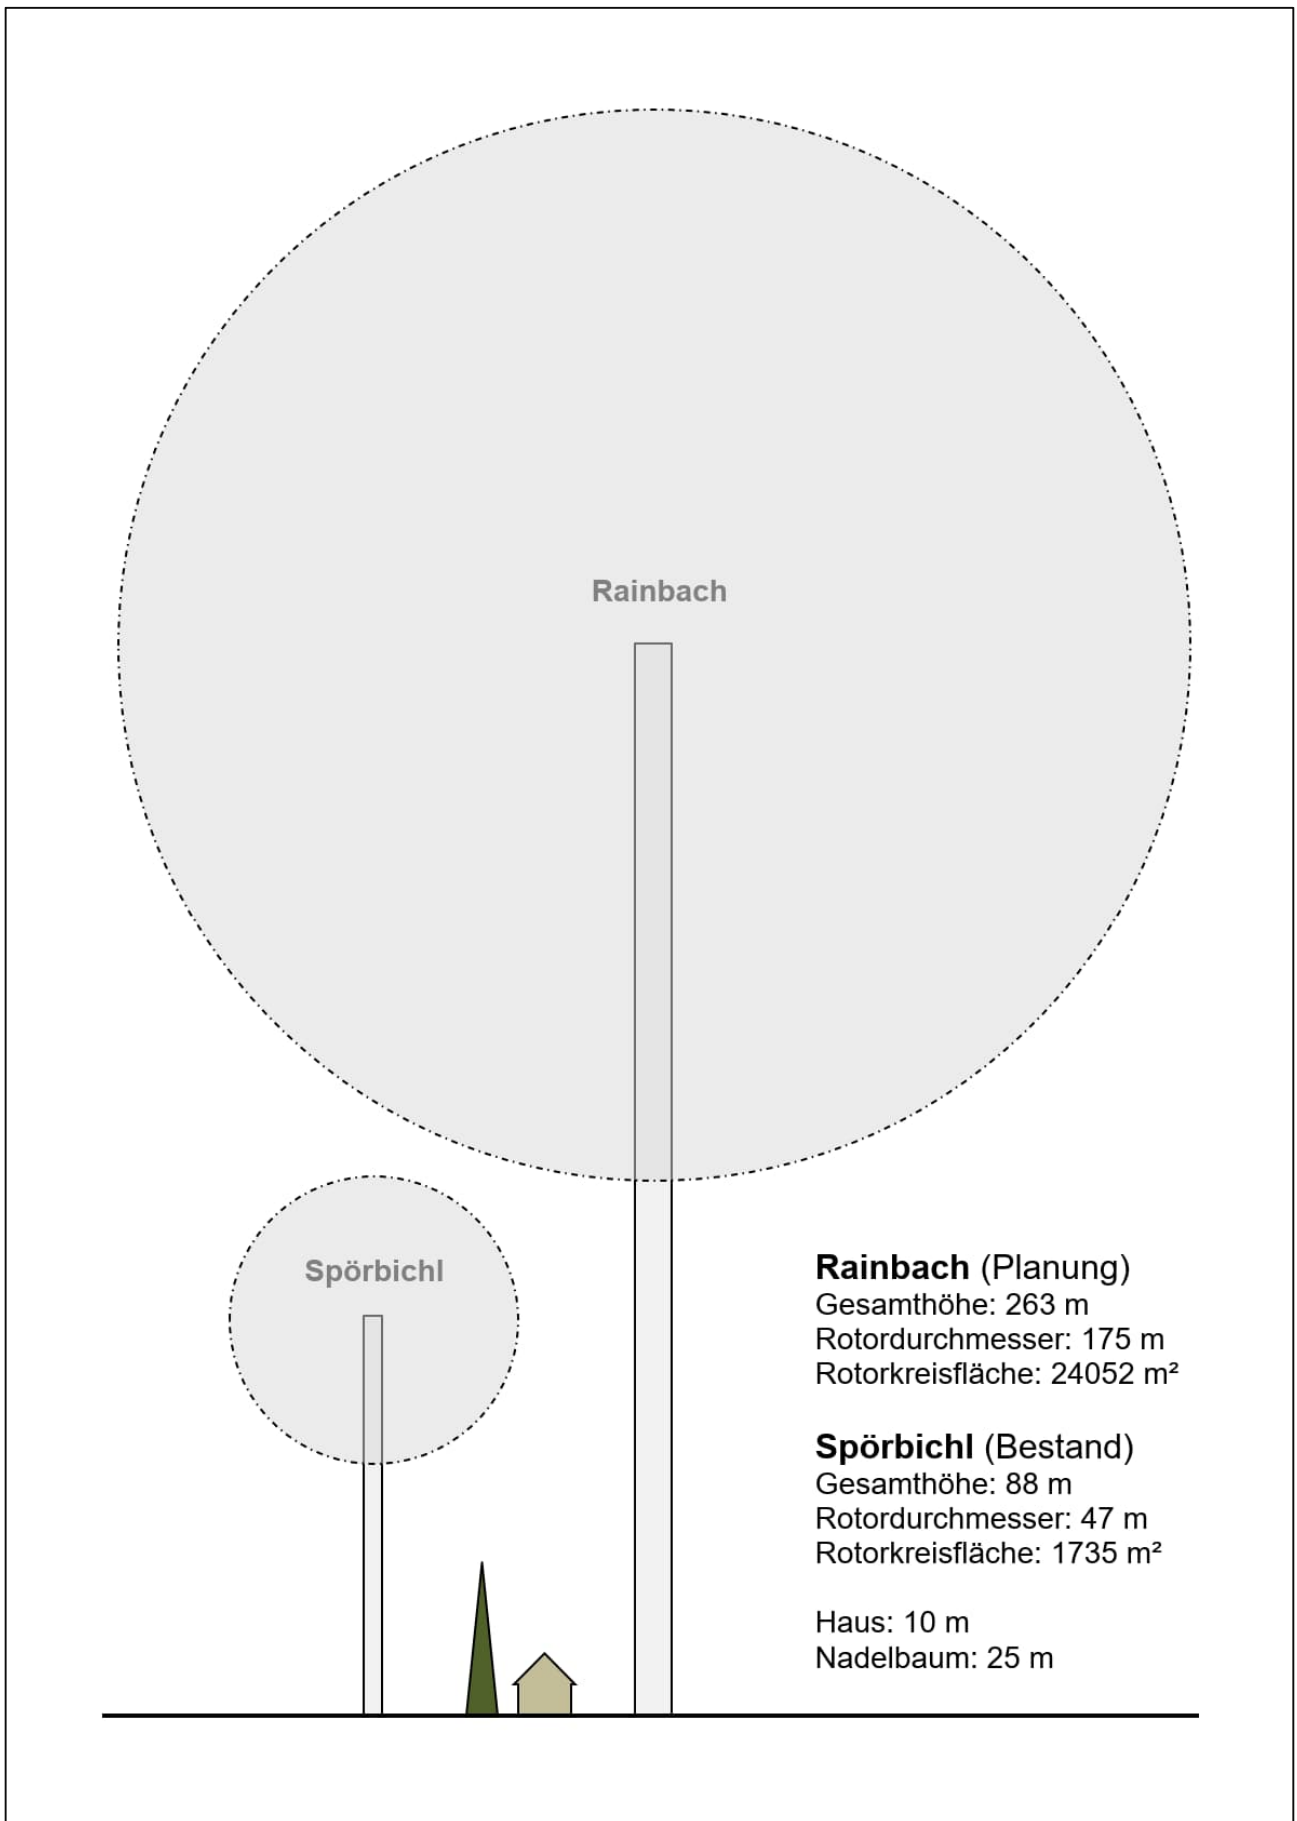 Rainbach
Spörbichl
Rainbach (Planung)
Gesamthöhe: 263 m
Rotordurchmesser: 175 m
Rotorkreisfläche: 24052 m²
Spörbichl (Bestand)
Gesamthöhe: 88 m
Rotordurchmesser: 47 m
Rotorkreisfläche: 1735 m²
Haus: 10 m
Nadelbaum: 25 m